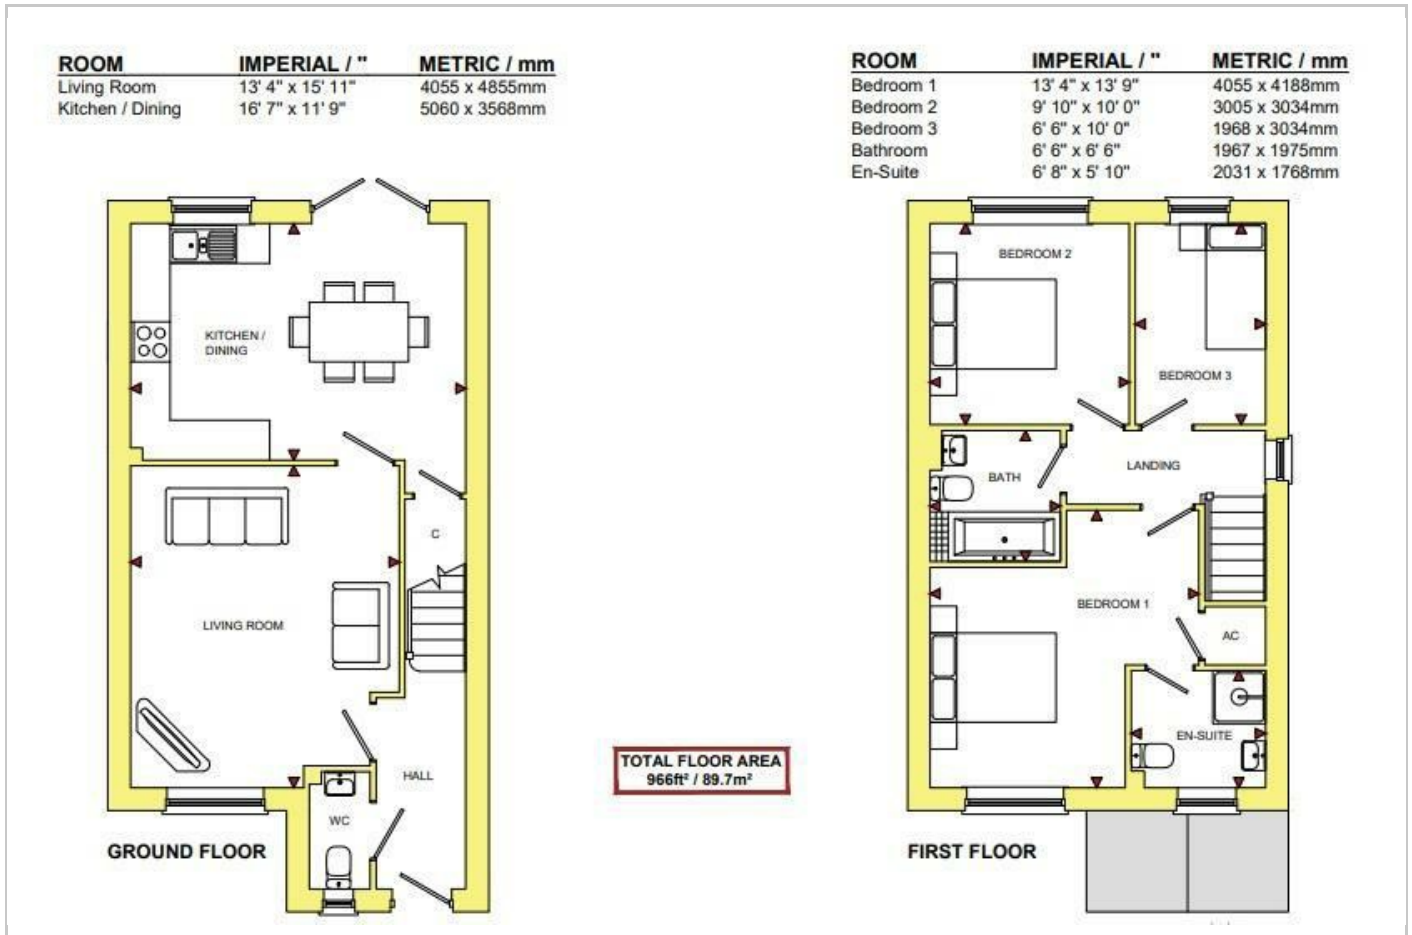 ROOM IMPERIAL / " METRIC / mm
Living Room 13' 4" x 15' 11" 4055 x 4855mm
Kitchen / Dining 16' 7" x 11' 9" 5060 x 3568mm
ROOM IMPERIAL / " METRIC / mm
Bedroom 1 13' 4" x 13' 9" 4055 x 4188mm
Bedroom 2 9' 10" x 10' 0" 3005 x 3034mm
Bedroom 3 6' 6" x 10' 0" 1968 x 3034mm
Bathroom 6' 6" x 6' 6" 1967 x 1975mm
En-Suite 6' 8" x 5' 10" 2031 x 1768mm
KITCHEN /
DINING
C
LIVING ROOM
HALL
WC
GROUND FLOOR
TOTAL FLOOR AREA
966ft² / 89.7m²
BEDROOM 2
BEDROOM 3
LANDING
BATH
BEDROOM 1
AC
EN-SUITE
FIRST FLOOR